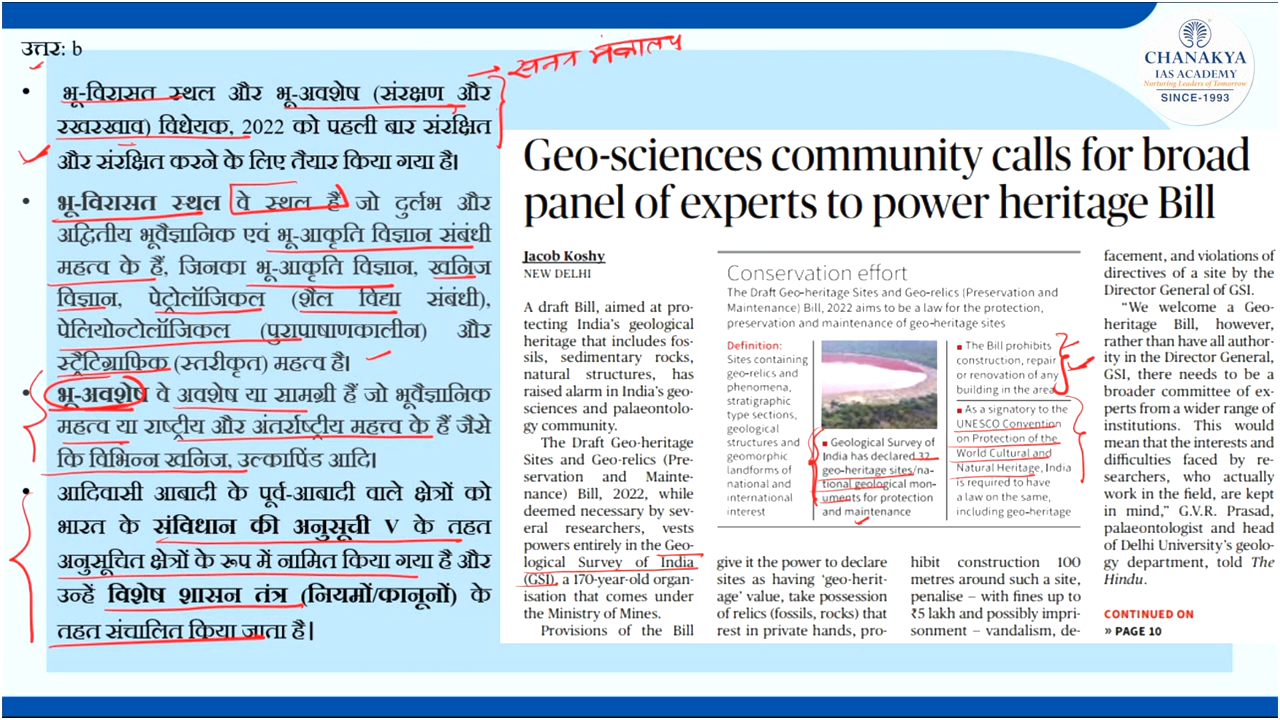 उत्तर: b
• भू-विरासत स्थल और भू-अवशेष (संरक्षण और
रखरखाव) विधेयक, 2022 को पहली बार संरक्षित
और संरक्षित करने के लिए तैयार किया गया है।
• भू-विरासत स्थल वे स्थल हैं जो दुर्लभ और
अद्वितीय भूवैज्ञानिक एवं भू-आकृति विज्ञान संबंधी
महत्व के हैं, जिनका भू-आकृति विज्ञान, खनिज
विज्ञान, पेट्रोलॉजिकल (शैल विद्या संबंधी),
पेलियोन्टोलॉजिकल (पुरापाषाणकालीन) और
स्ट्रैटिग्राफिक (स्तरीकृत) महत्व है।
• भू-अवशेष वे अवशेष या सामग्री हैं जो भूवैज्ञानिक
महत्व या राष्ट्रीय और अंतर्राष्ट्रीय महत्त्व के हैं जैसे
कि विभिन्न खनिज, उल्कापिंड आदि।
• आदिवासी आबादी के पूर्व-आबादी वाले क्षेत्रों को
भारत के संविधान की अनुसूची V के तहत
अनुसूचित क्षेत्रों के रूप में नामित किया गया है और
उन्हें विशेष शासन तंत्र (नियमों/कानूनों) के
तहत संचालित किया जाता है।
खनन मंत्रालय
CHANAKYA
IAS ACADEMY
Nurturing Leaders of Tomorrow
SINCE-1993
Geo-sciences community calls for broad
panel of experts to power heritage Bill
Jacob Koshy
NEW DELHI
A draft Bill, aimed at pro-
tecting India's geological
heritage that includes fos-
sils, sedimentary rocks,
natural structures, has
raised alarm in India's geo-
sciences and palaeontolo-
gy community.
The Draft Geo-heritage
Sites and Geo-relics (Pre-
servation and Mainte-
nance) Bill, 2022, while
deemed necessary by sev-
eral researchers, vests
powers entirely in the Geo-
logical Survey of India
(GSI), a 170-year-old organ-
isation that comes under
the Ministry of Mines.
Provisions of the Bill
Conservation effort
The Draft Geo-heritage Sites and Geo-relics (Preservation and
Maintenance) Bill, 2022 aims to be a law for the protection,
preservation and maintenance of geo-heritage sites
Definition:
Sites containing
geo-relics and
phenomena,
stratigraphic
type sections,
geological
structures and
geomorphic
landforms of
national and
international
interest
■ Geological Survey of
India has declared 32
geo-heritage sites/na-
tional geological mon-
uments for protection
and maintenance
■ The Bill prohibits
construction, repair
or renovation of any
building in the area
■ As a signatory to the
UNESCO Convention
on Protection of the
World Cultural and
Natural Heritage, India
is required to have
a law on the same,
including geo-heritage
give it the power to declare
sites as having 'geo-herit-
age' value, take possession
of relics (fossils, rocks) that
rest in private hands, pro-
hibit construction 100
metres around such a site,
penalise – with fines up to
₹5 lakh and possibly impri-
sonment – vandalism, de-
facement, and violations of
directives of a site by the
Director General of GSI.
"We welcome a Geo-
heritage Bill, however,
rather than have all author-
ity in the Director General,
GSI, there needs to be a
broader committee of ex-
perts from a wider range of
institutions. This would
mean that the interests and
difficulties faced by re-
searchers, who actually
work in the field, are kept
in mind," G.V.R. Prasad,
palaeontologist and head
of Delhi University's geolo-
gy department, told The
Hindu.
CONTINUED ON
» PAGE 10